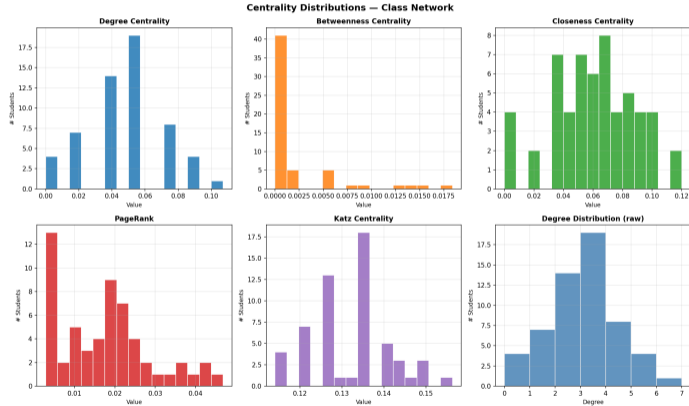 Centrality Distributions — Class Network
Degree Centrality
17.5
15.0
12.5
10.0
7.5
5.0
2.5
0.0
# Students
0.00 0.02 0.04 0.06 0.08 0.10
Value
Betweenness Centrality
40
35
30
25
20
15
10
5
0
# Students
0.0000 0.0025 0.0050 0.0075 0.0100 0.0125 0.0150 0.0175
Value
Closeness Centrality
8
7
6
5
4
3
2
1
0
# Students
0.00 0.02 0.04 0.06 0.08 0.10 0.12
Value
PageRank
12
10
8
6
4
2
0
# Students
0.01 0.02 0.03 0.04
Value
Katz Centrality
17.5
15.0
12.5
10.0
7.5
5.0
2.5
0.0
# Students
0.12 0.13 0.14 0.15
Value
Degree Distribution (raw)
17.5
15.0
12.5
10.0
7.5
5.0
2.5
0.0
# Students
0 1 2 3 4 5 6 7
Degree